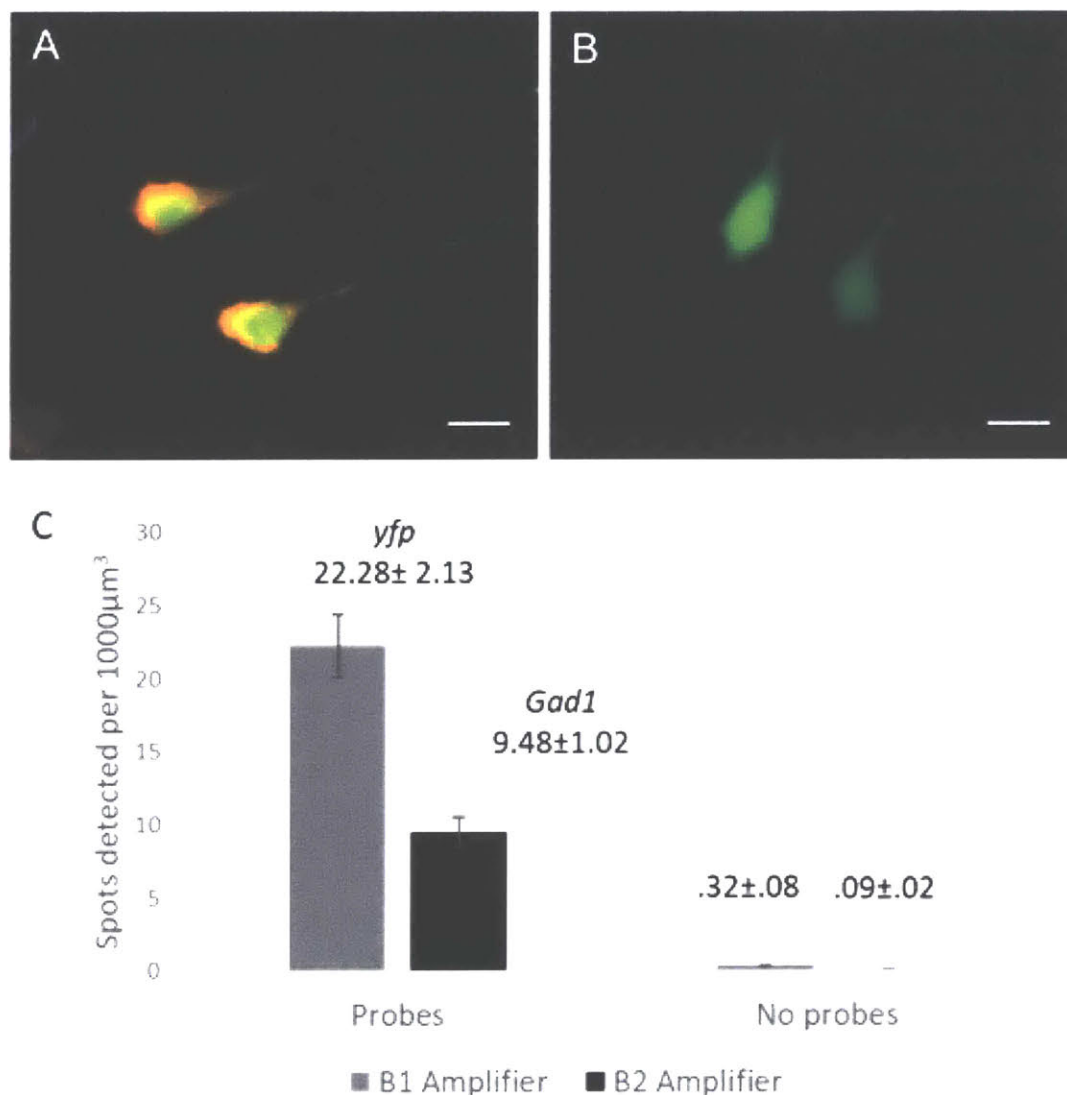 A
B
C
Spots detected per 1000µm³
30
25
20
15
10
5
0
yfp
22.28± 2.13
Gad1
9.48±1.02
.32±.08 .09±.02
Probes No probes
B1 Amplifier B2 Amplifier